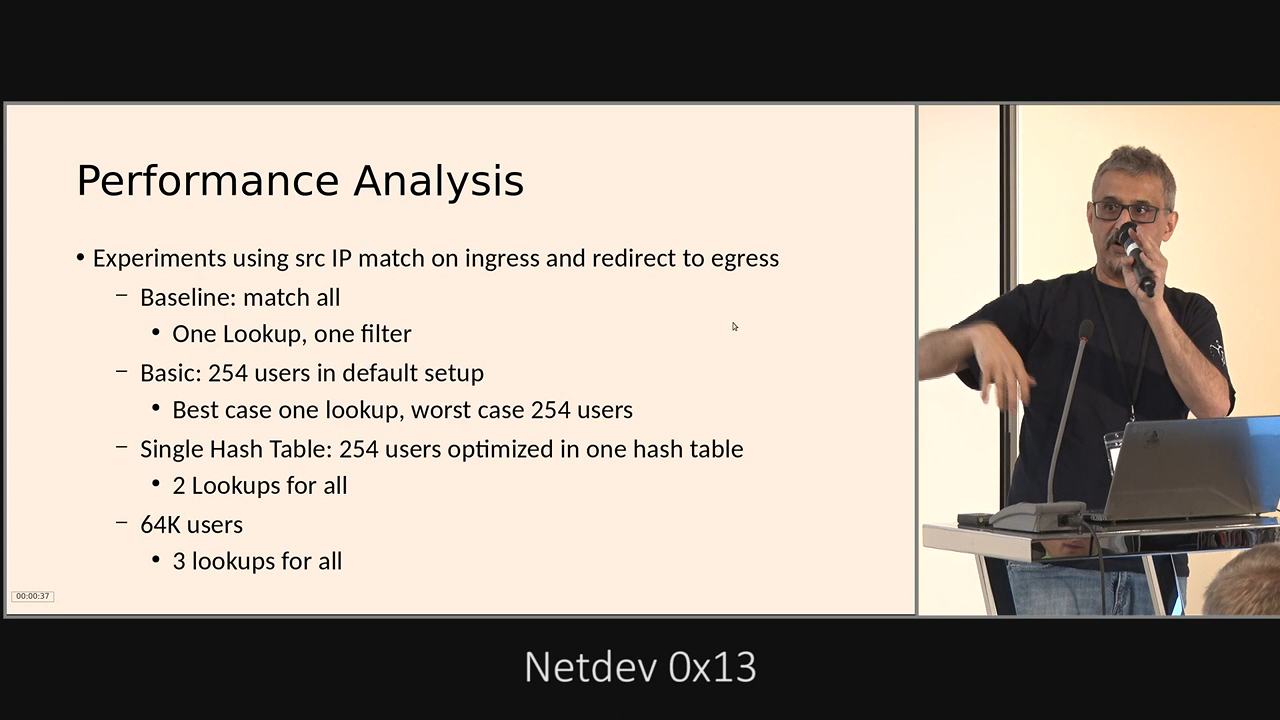 Performance Analysis
• Experiments using src IP match on ingress and redirect to egress
– Baseline: match all
• One Lookup, one filter
– Basic: 254 users in default setup
• Best case one lookup, worst case 254 users
– Single Hash Table: 254 users optimized in one hash table
• 2 Lookups for all
– 64K users
• 3 lookups for all
00:00:37
Netdev 0x13